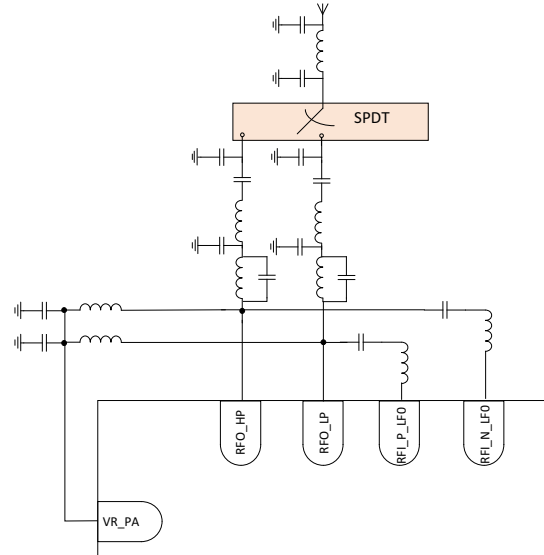 SPDT
RFO_HP
RFO_LP
RFI_P_LF0
RFI_N_LF0
VR_PA